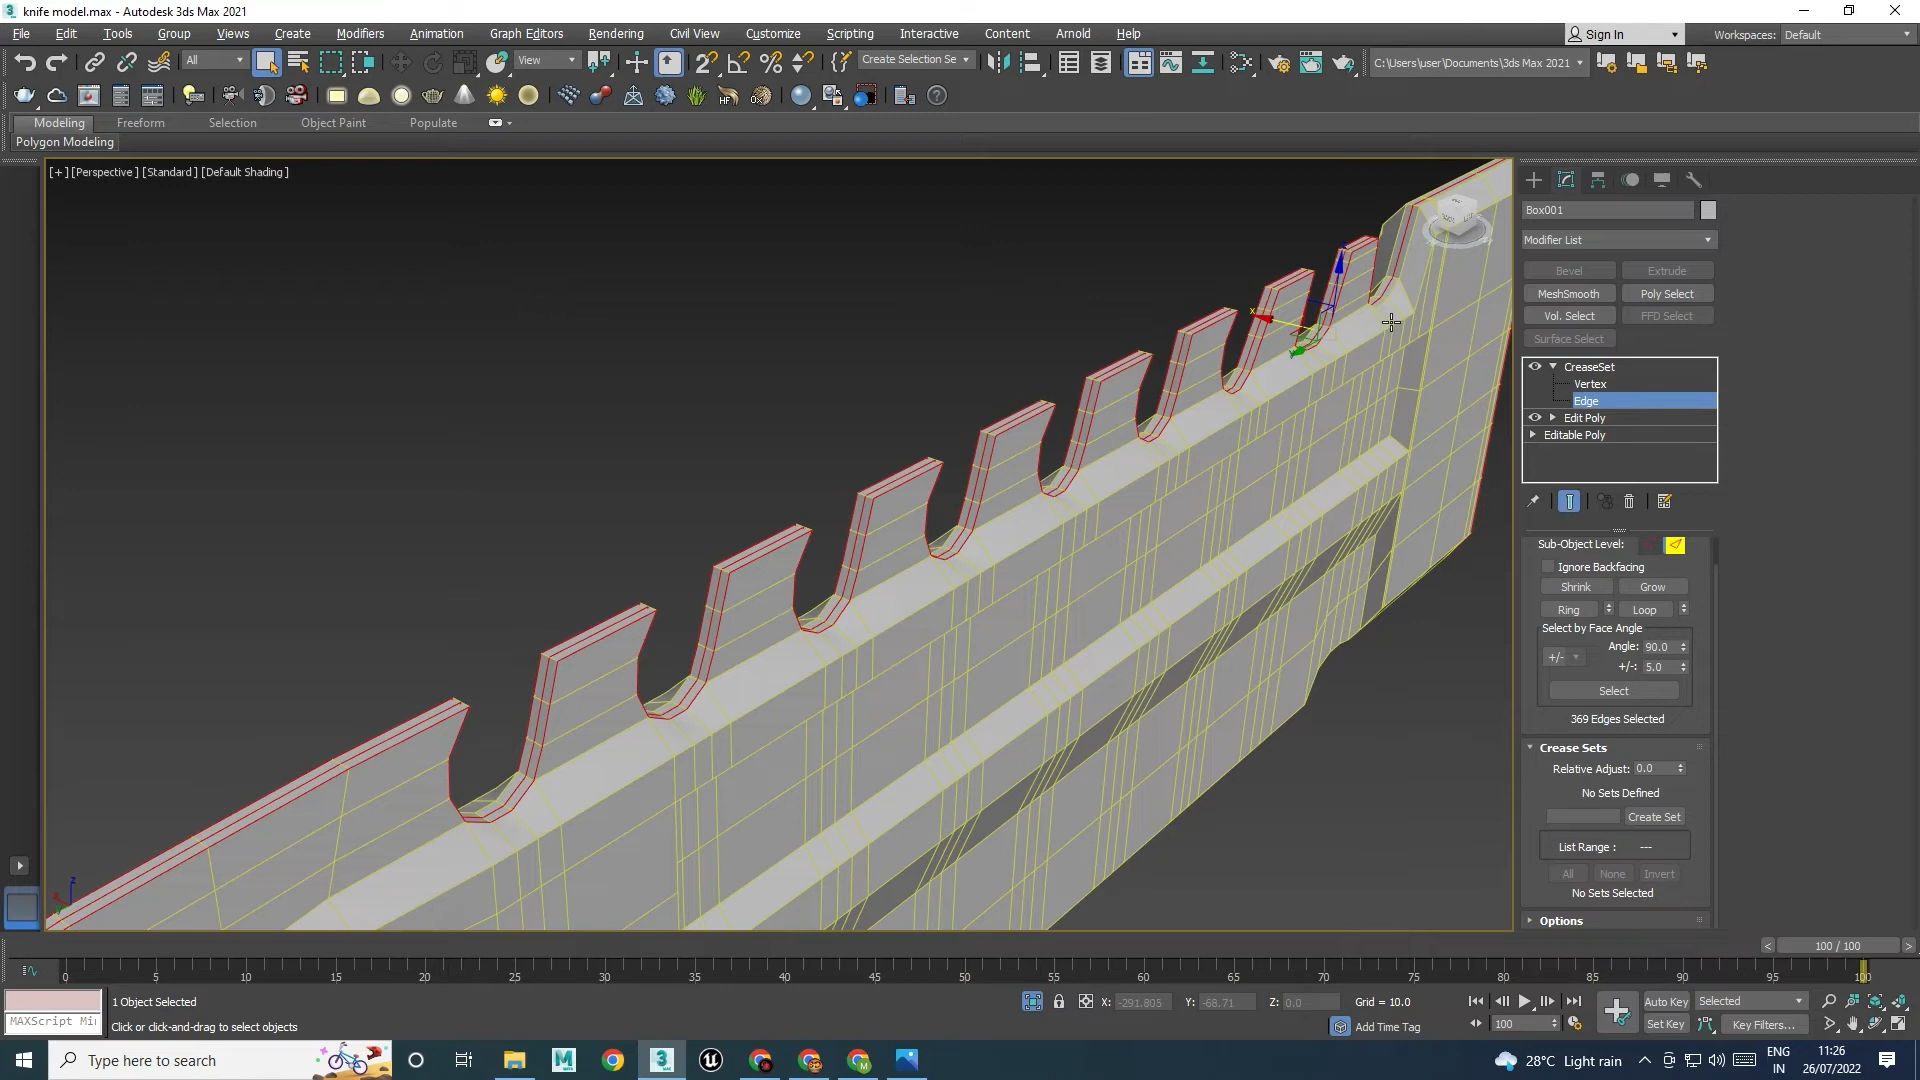 knife model.max - Autodesk 3ds Max 2021
File Edit Tools Group Views Create Modifiers Animation Graph Editors Rendering Civil View Customize Scripting Interactive Content Arnold Help
Sign In Workspaces: Default
All View Create Selection Se C:\Users\user\Documents\3ds Max 2021
Modeling Freeform Selection Object Paint Populate
Polygon Modeling
[+] [Perspective ] [Standard ] [Default Shading ]
Box001
Modifier List
Bevel Extrude
MeshSmooth Poly Select
Vol. Select FFD Select
Surface Select
CreaseSet
Vertex
Edge
Edit Poly
Editable Poly
Sub-Object Level:
Ignore Backfacing
Shrink Grow
Ring Loop
Select by Face Angle
Angle: 90.0
+/- +/-: 5.0
Select
369 Edges Selected
Crease Sets
Relative Adjust: 0.0
No Sets Defined
Create Set
List Range : ---
All None Invert
No Sets Selected
Options
< 100 / 100 >
0 5 10 15 20 25 30 35 40 45 50 55 60 65 70 75 80 85 90 95 100
1 Object Selected X: -291.805 Y: -68.71 Z: 0.0 Grid = 10.0 Auto Key Selected
MAXScript Mi Click or click-and-drag to select objects Add Time Tag 100 Set Key Key Filters...
Type here to search 28°C Light rain ENG IN 11:26 26/07/2022